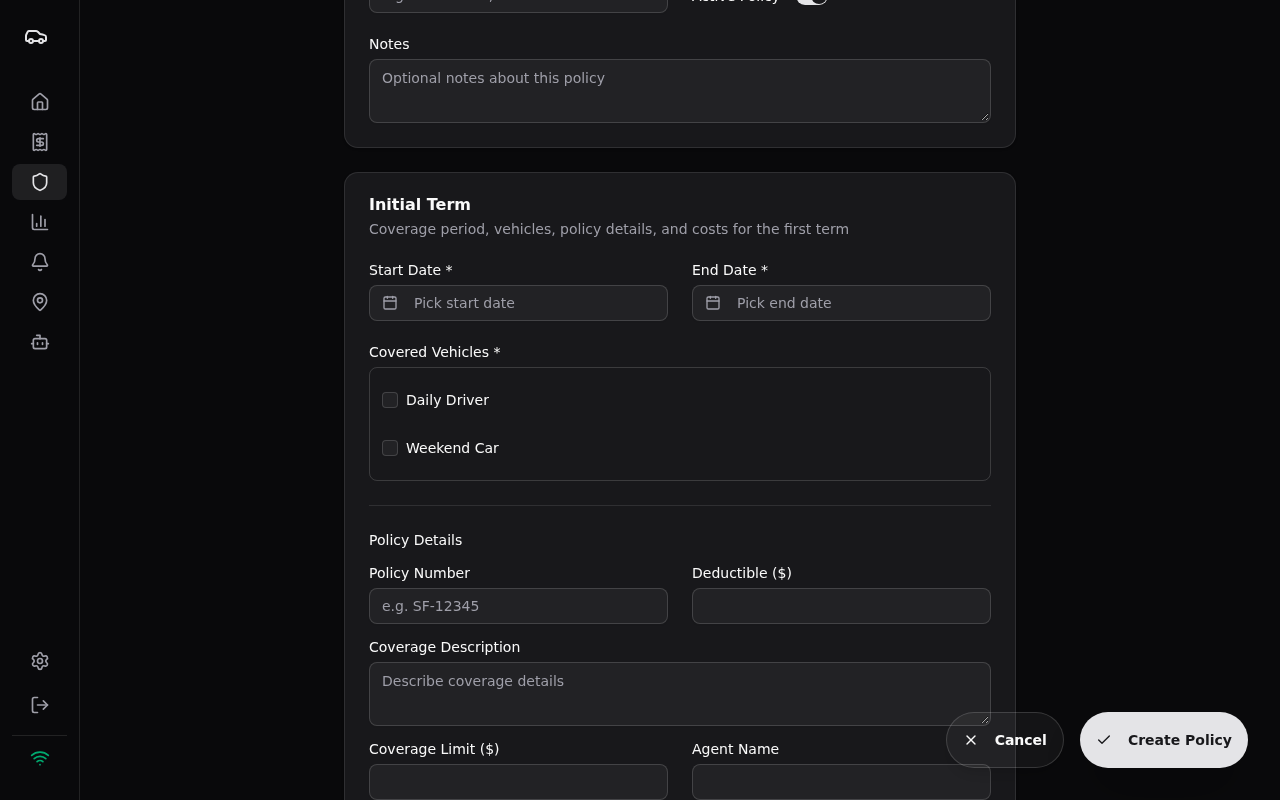 Notes
Optional notes about this policy
Initial Term
Coverage period, vehicles, policy details, and costs for the first term
Start Date *
End Date *
Pick start date
Pick end date
Covered Vehicles *
Daily Driver
Weekend Car
Policy Details
Policy Number
Deductible ($)
e.g. SF-12345
Coverage Description
Describe coverage details
Coverage Limit ($)
Agent Name
Cancel
Create Policy